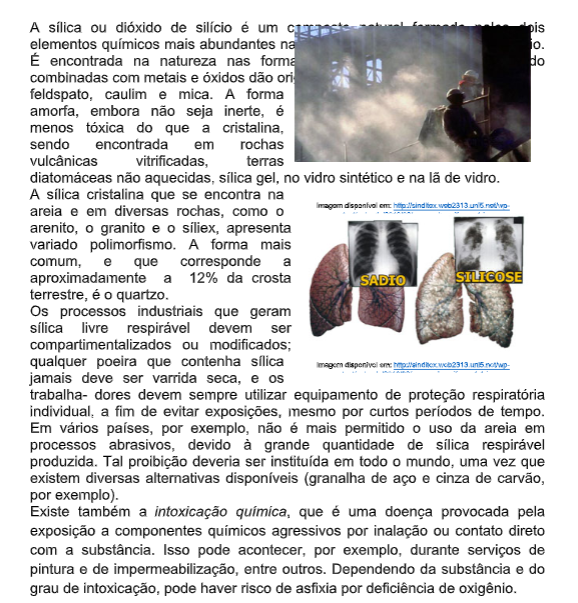 A sílica ou dióxido de silício é um composto natural formado pelos dois
elementos químicos mais abundantes na
É encontrada na natureza nas forma do
combinadas com metais e óxidos dão
feldspato, caulim e mica. A forma
amorfa, embora não seja inerte, é
menos tóxica do que a cristalina,
sendo encontrada em rochas
vulcânicas vitrificadas, terras
diatomáceas não aquecidas, sílica gel, no vidro sintético e na lã de vidro.
A sílica cristalina que se encontra na
areia e em diversas rochas, como o
arenito, o granito e o sílex, apresenta
variado polimorfismo. A forma mais
comum, e que corresponde a
aproximadamente a 12% da crosta
terrestre, é o quartzo.
Imagem disponível em: http://sinditex.web2313.uni5.net/wp-
SADIO
SILICOSE
Imagem disponível em: http://sinditex.web2313.uni5.net/wp-
Os processos industriais que geram
sílica livre respirável devem ser
compartimentalizados ou modificados;
qualquer poeira que contenha sílica
jamais deve ser varrida seca, e os
trabalha- dores devem sempre utilizar equipamento de proteção respiratória
individual, a fim de evitar exposições, mesmo por curtos períodos de tempo.
Em vários países, por exemplo, não é mais permitido o uso da areia em
processos abrasivos, devido à grande quantidade de sílica respirável
produzida. Tal proibição deveria ser instituída em todo o mundo, uma vez que
existem diversas alternativas disponíveis (granalha de aço e cinza de carvão,
por exemplo).
Existe também a intoxicação química, que é uma doença provocada pela
exposição a componentes químicos agressivos por inalação ou contato direto
com a substância. Isso pode acontecer, por exemplo, durante serviços de
pintura e de impermeabilização, entre outros. Dependendo da substância e do
grau de intoxicação, pode haver risco de asfixia por deficiência de oxigênio.